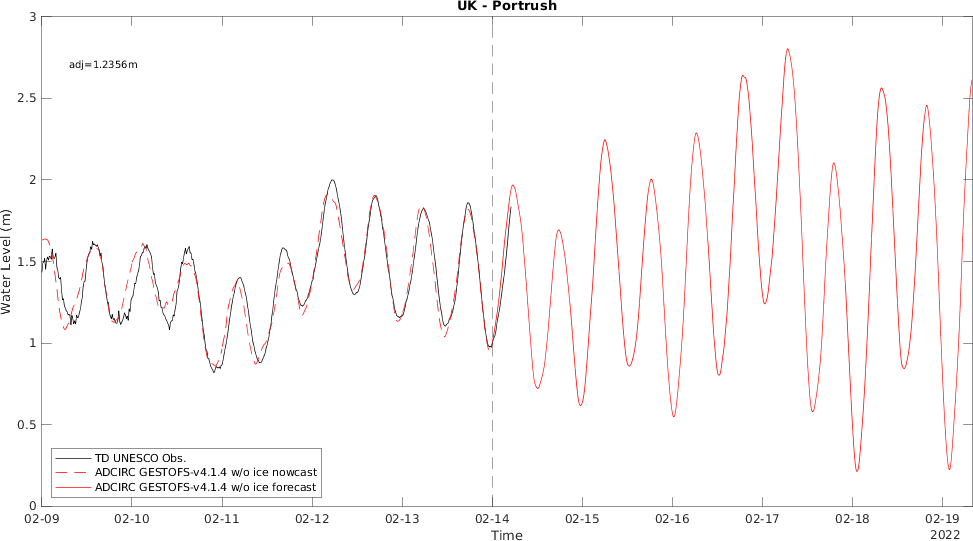 UK - Portrush
3
adj=1.2356m
2.5
2
1.5
1
0.5
0
Water Level (m)
TD UNESCO Obs.
ADCIRC GESTOFS-v4.1.4 w/o ice nowcast
ADCIRC GESTOFS-v4.1.4 w/o ice forecast
02-09 02-10 02-11 02-12 02-13 02-14 02-15 02-16 02-17 02-18 02-19
Time
2022